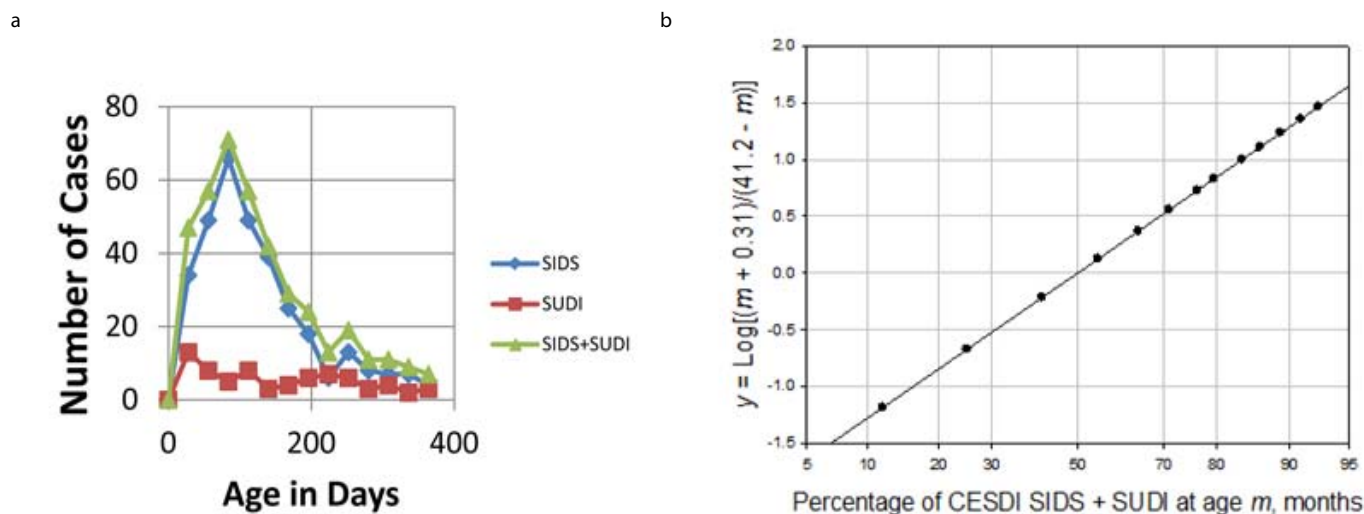 a
80
60
40
20
0
0 200 400
Number of Cases
Age in Days
SIDS
SUDI
SIDS+SUDI
b
2.0
1.5
1.0
0.5
0.0
-0.5
-1.0
-1.5
5 10 20 30 50 70 80 90 95
y = Log[(m + 0.31)/(41.2 - m)]
Percentage of CESDI SIDS + SUDI at age m, months